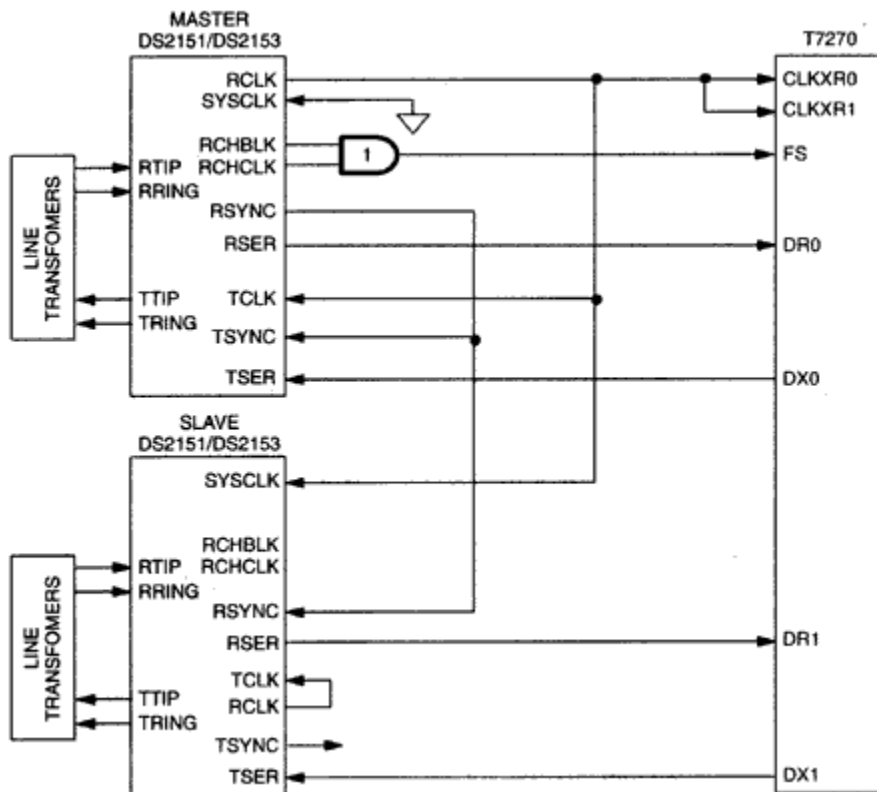 MASTER
DS2151/DS2153
T7270
RCLK
CLKXR0
SYSCLK
CLKXR1
RCHBLK
1
FS
RTIP
RCHCLK
RRING
RSYNC
LINE
TRANSFOMERS
RSER
DR0
TTIP
TCLK
TRING
TSYNC
TSER
DX0
SLAVE
DS2151/DS2153
SYSCLK
RCHBLK
RTIP
RCHCLK
RRING
RSYNC
LINE
TRANSFOMERS
RSER
DR1
TCLK
TTIP
RCLK
TRING
TSYNC
TSER
DX1